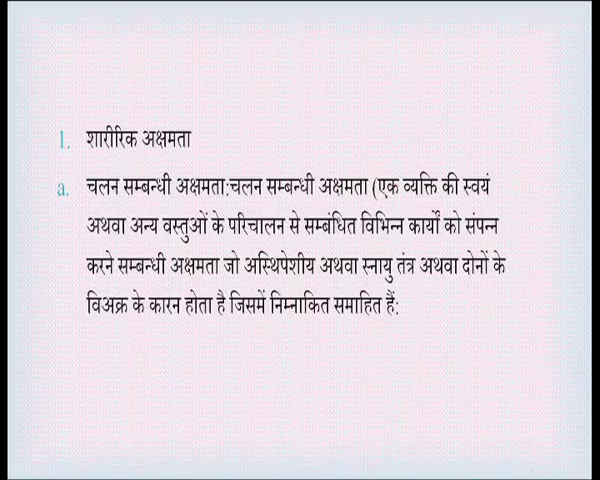 1. शारीरिक अक्षमता
a. चलन सम्बन्धी अक्षमता:चलन सम्बन्धी अक्षमता (एक व्यक्ति की स्वयं
अथवा अन्य वस्तुओं के परिचालन से सम्बंधित विभिन्न कार्यों को संपन्न
करने सम्बन्धी अक्षमता जो अस्थिपेशीय अथवा स्नायु तंत्र अथवा दोनों के
विअक्र के कारन होता है जिसमें निम्नाकित समाहित हैं: